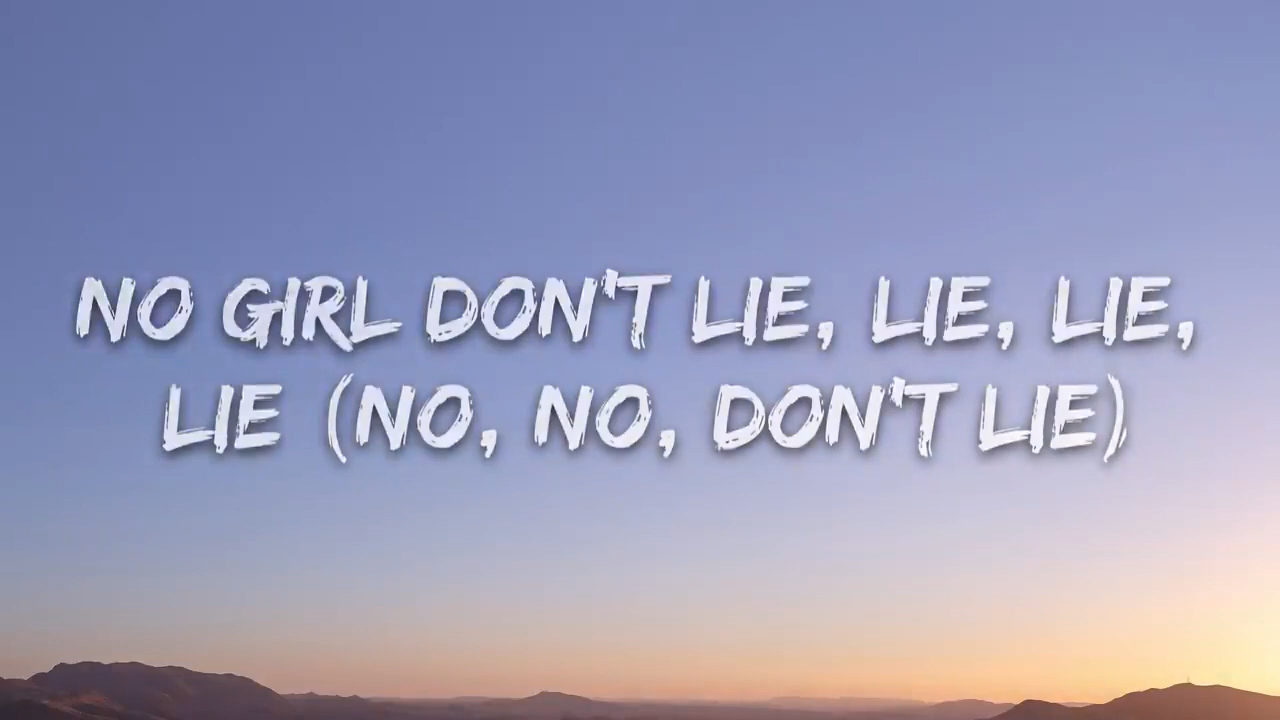 NO GIRL DON'T LIE, LIE, LIE,
LIE (NO, NO, DON'T LIE)